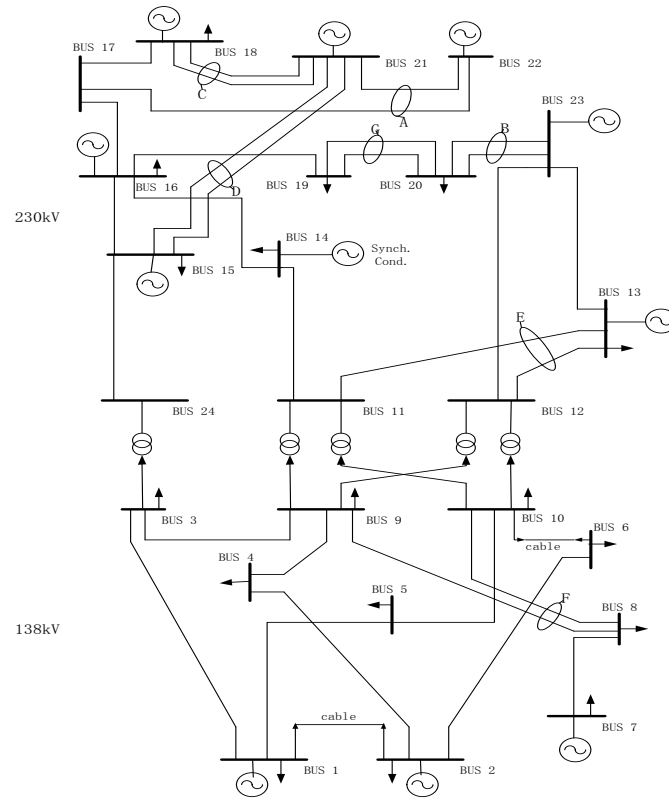 BUS 17
BUS 18
BUS 21
BUS 22
C
A
BUS 23
G
B
BUS 16
D
BUS 19
BUS 20
230kV
BUS 14
Synch.
Cond.
BUS 15
BUS 13
E
BUS 24
BUS 11
BUS 12
BUS 3
BUS 9
BUS 10
BUS 6
cable
BUS 4
BUS 5
F
BUS 8
138kV
cable
BUS 7
BUS 1
BUS 2